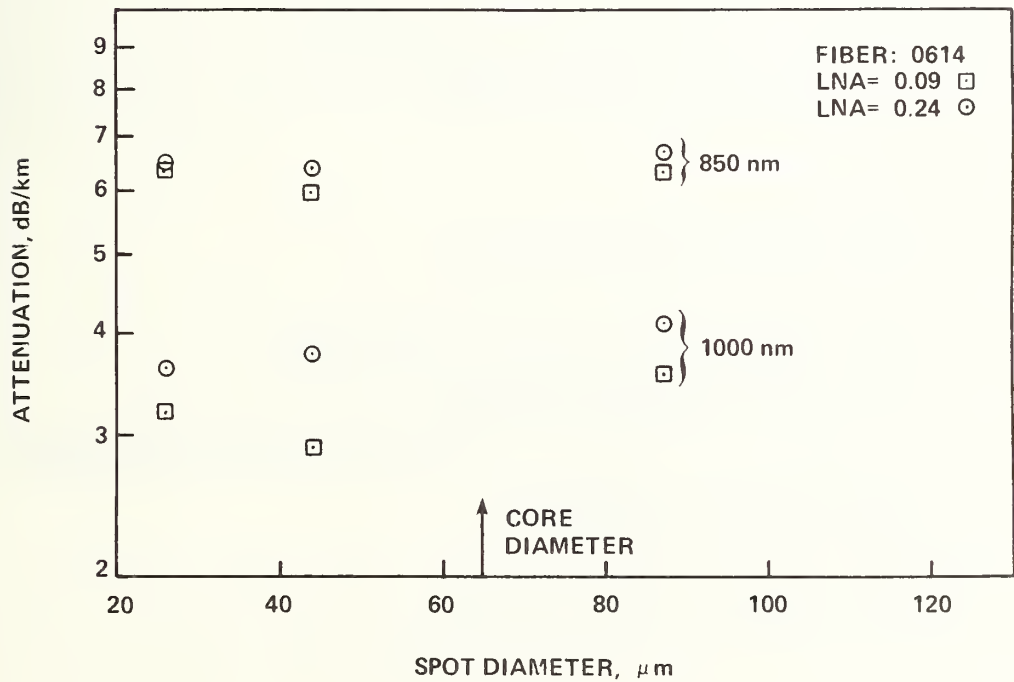 FIBER: 0614
LNA= 0.09
LNA= 0.24
9
8
7
6
5
4
3
2
ATTENUATION, dB/km
850 nm
1000 nm
CORE
DIAMETER
20 40 60 80 100 120
SPOT DIAMETER, μm